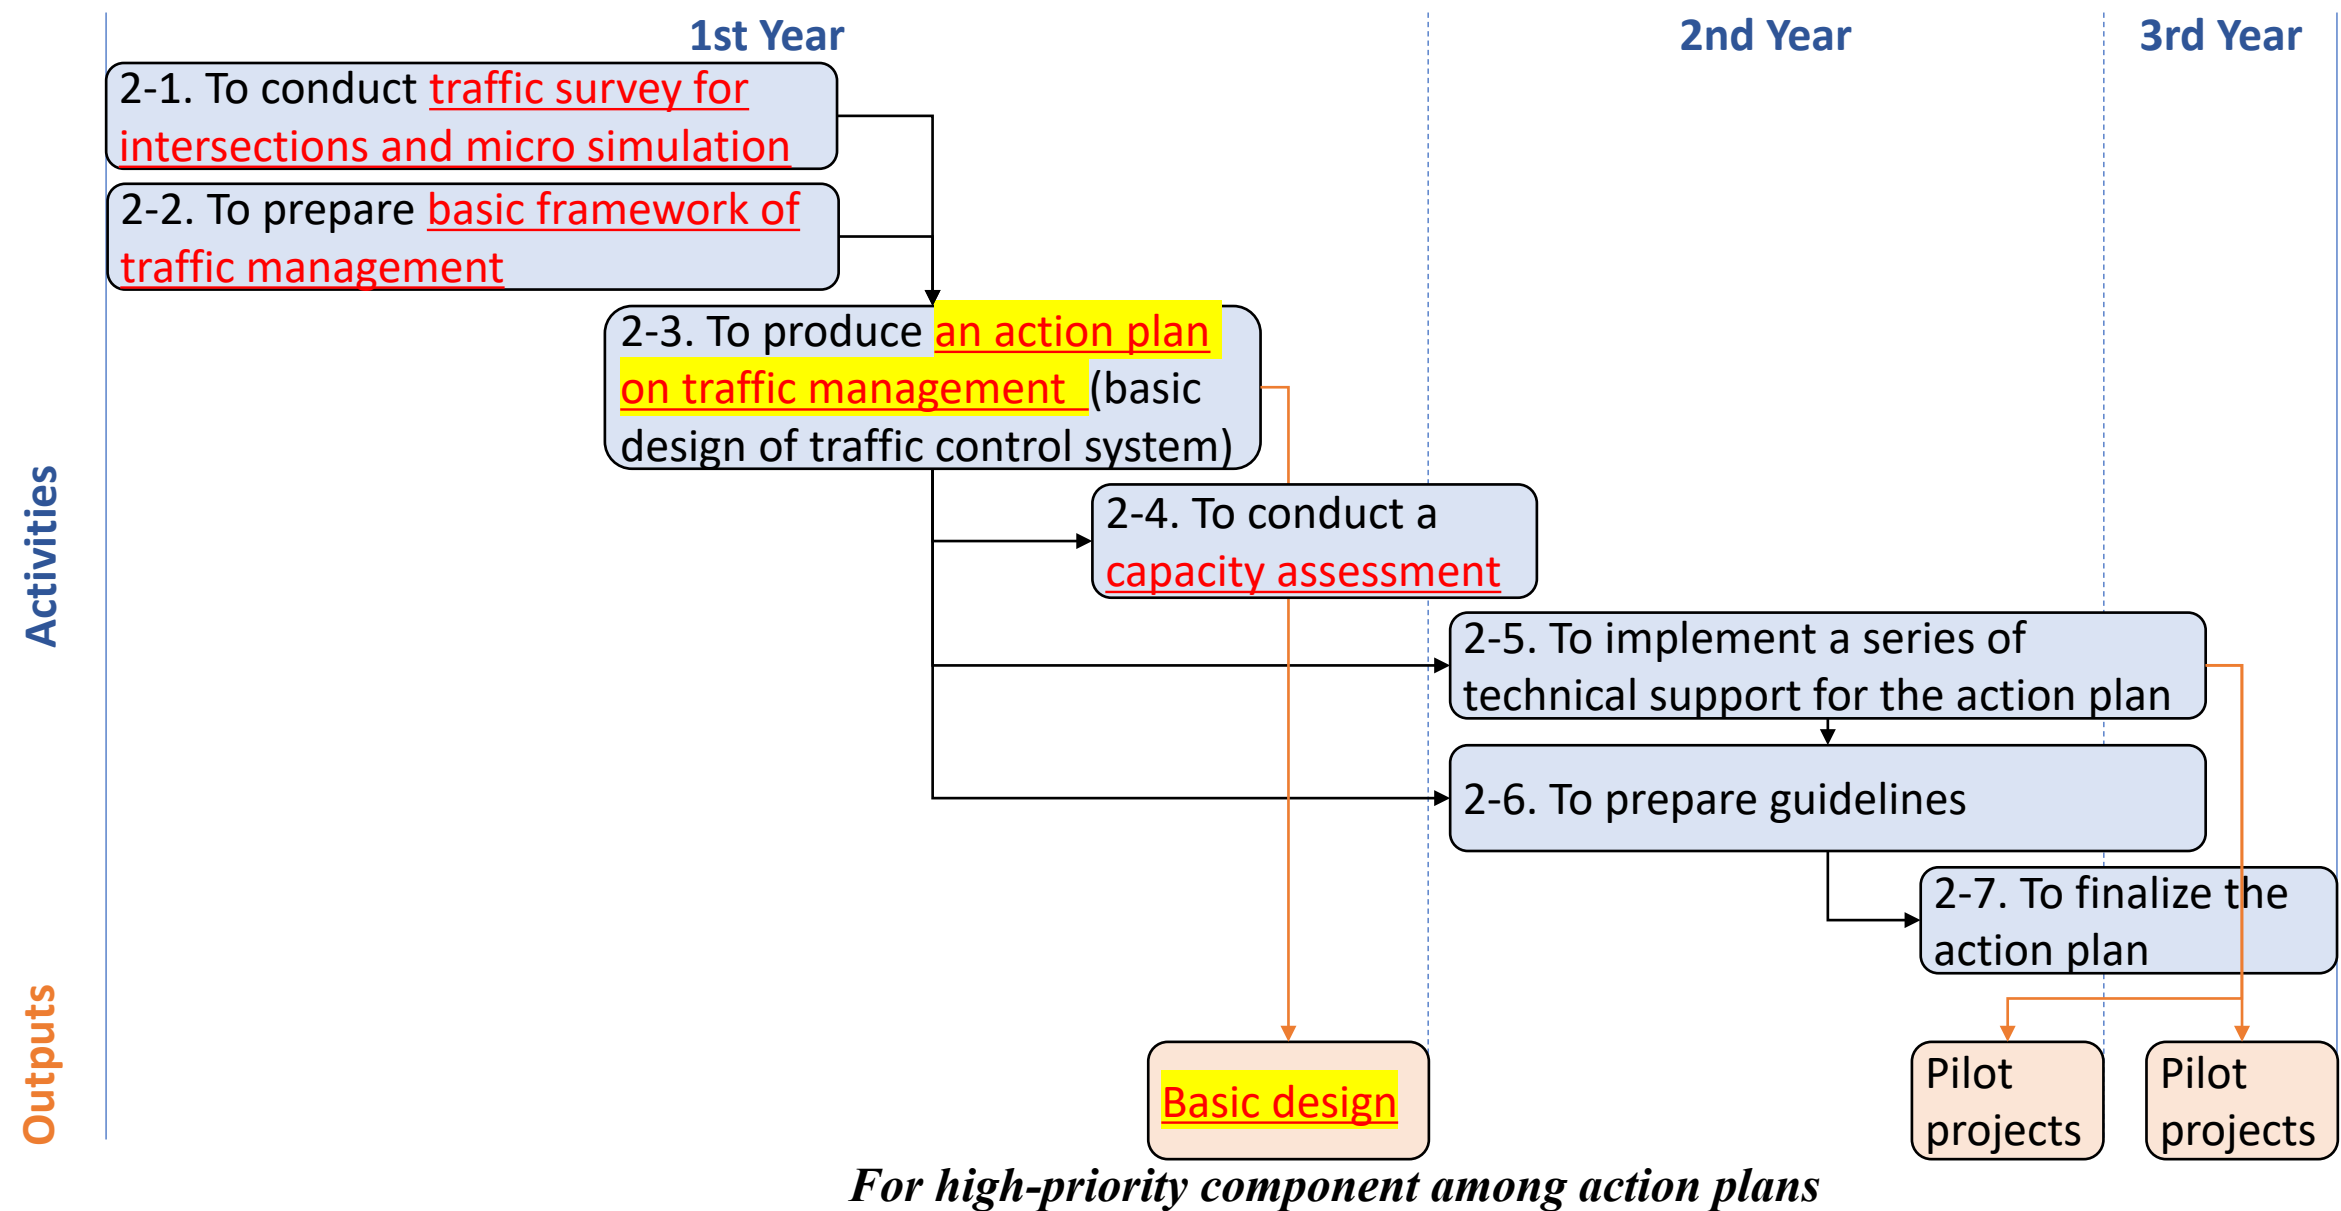 1st Year
2nd Year
3rd Year
2-1. To conduct traffic survey for
intersections and micro simulation
2-2. To prepare basic framework of
traffic management
2-3. To produce an action plan
on traffic management (basic
design of traffic control system)
2-4. To conduct a
capacity assessment
2-5. To implement a series of
technical support for the action plan
2-6. To prepare guidelines
2-7. To finalize the
action plan
Activities
Outputs
Basic design
Pilot
projects
Pilot
projects
For high-priority component among action plans